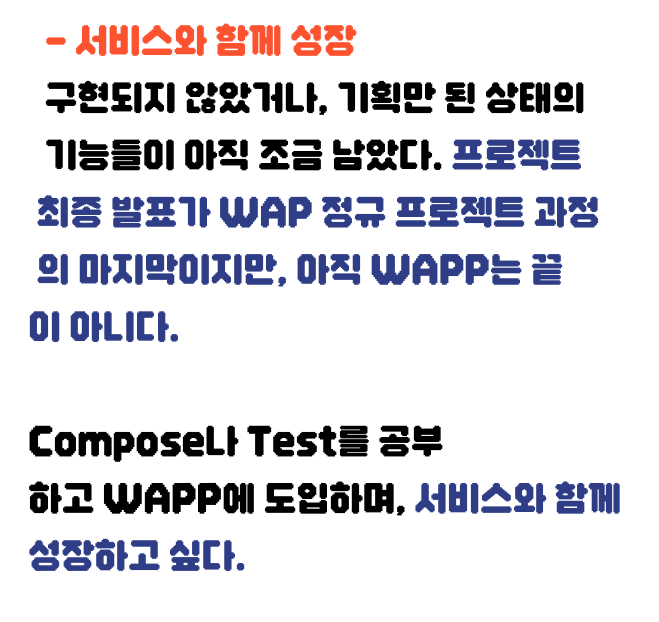 - 서비스와 함께 성장
구현되지 않았거나, 기획만 된 상태의
기능들이 아직 조금 남았다. 프로젝트
최종 발표가 WAP 정규 프로젝트 과정
의 마지막이지만, 아직 WAPP는 끝
이 아니다.
Compose나 Test를 공부
하고 WAPP에 도입하며, 서비스와 함께
성장하고 싶다.